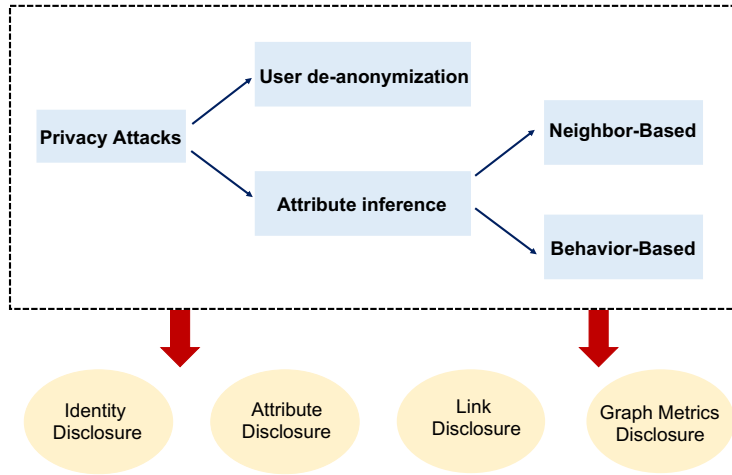 User de-anonymization
Privacy Attacks
Neighbor-Based
Attribute inference
Behavior-Based
Identity
Disclosure
Attribute
Disclosure
Link
Disclosure
Graph Metrics
Disclosure